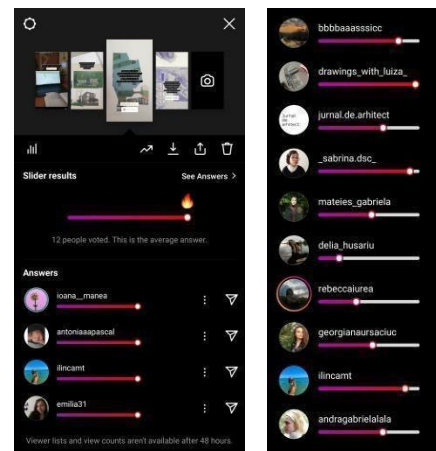 Slider results
See Answers >
12 people voted. This is the average answer.
Answers
ioana__manea
antoniaaapascal
ilincamt
emilia31
Viewer lists and view counts aren't available after 48 hours.
bbbbaaasssicc
drawings_with_luiza_
jurnal.de.arhitect
_sabrina.dsc_
mateies_gabriela
delia_husariu
rebeccaiurea
georgianaursaciuc
ilincamt
andragabrielalala